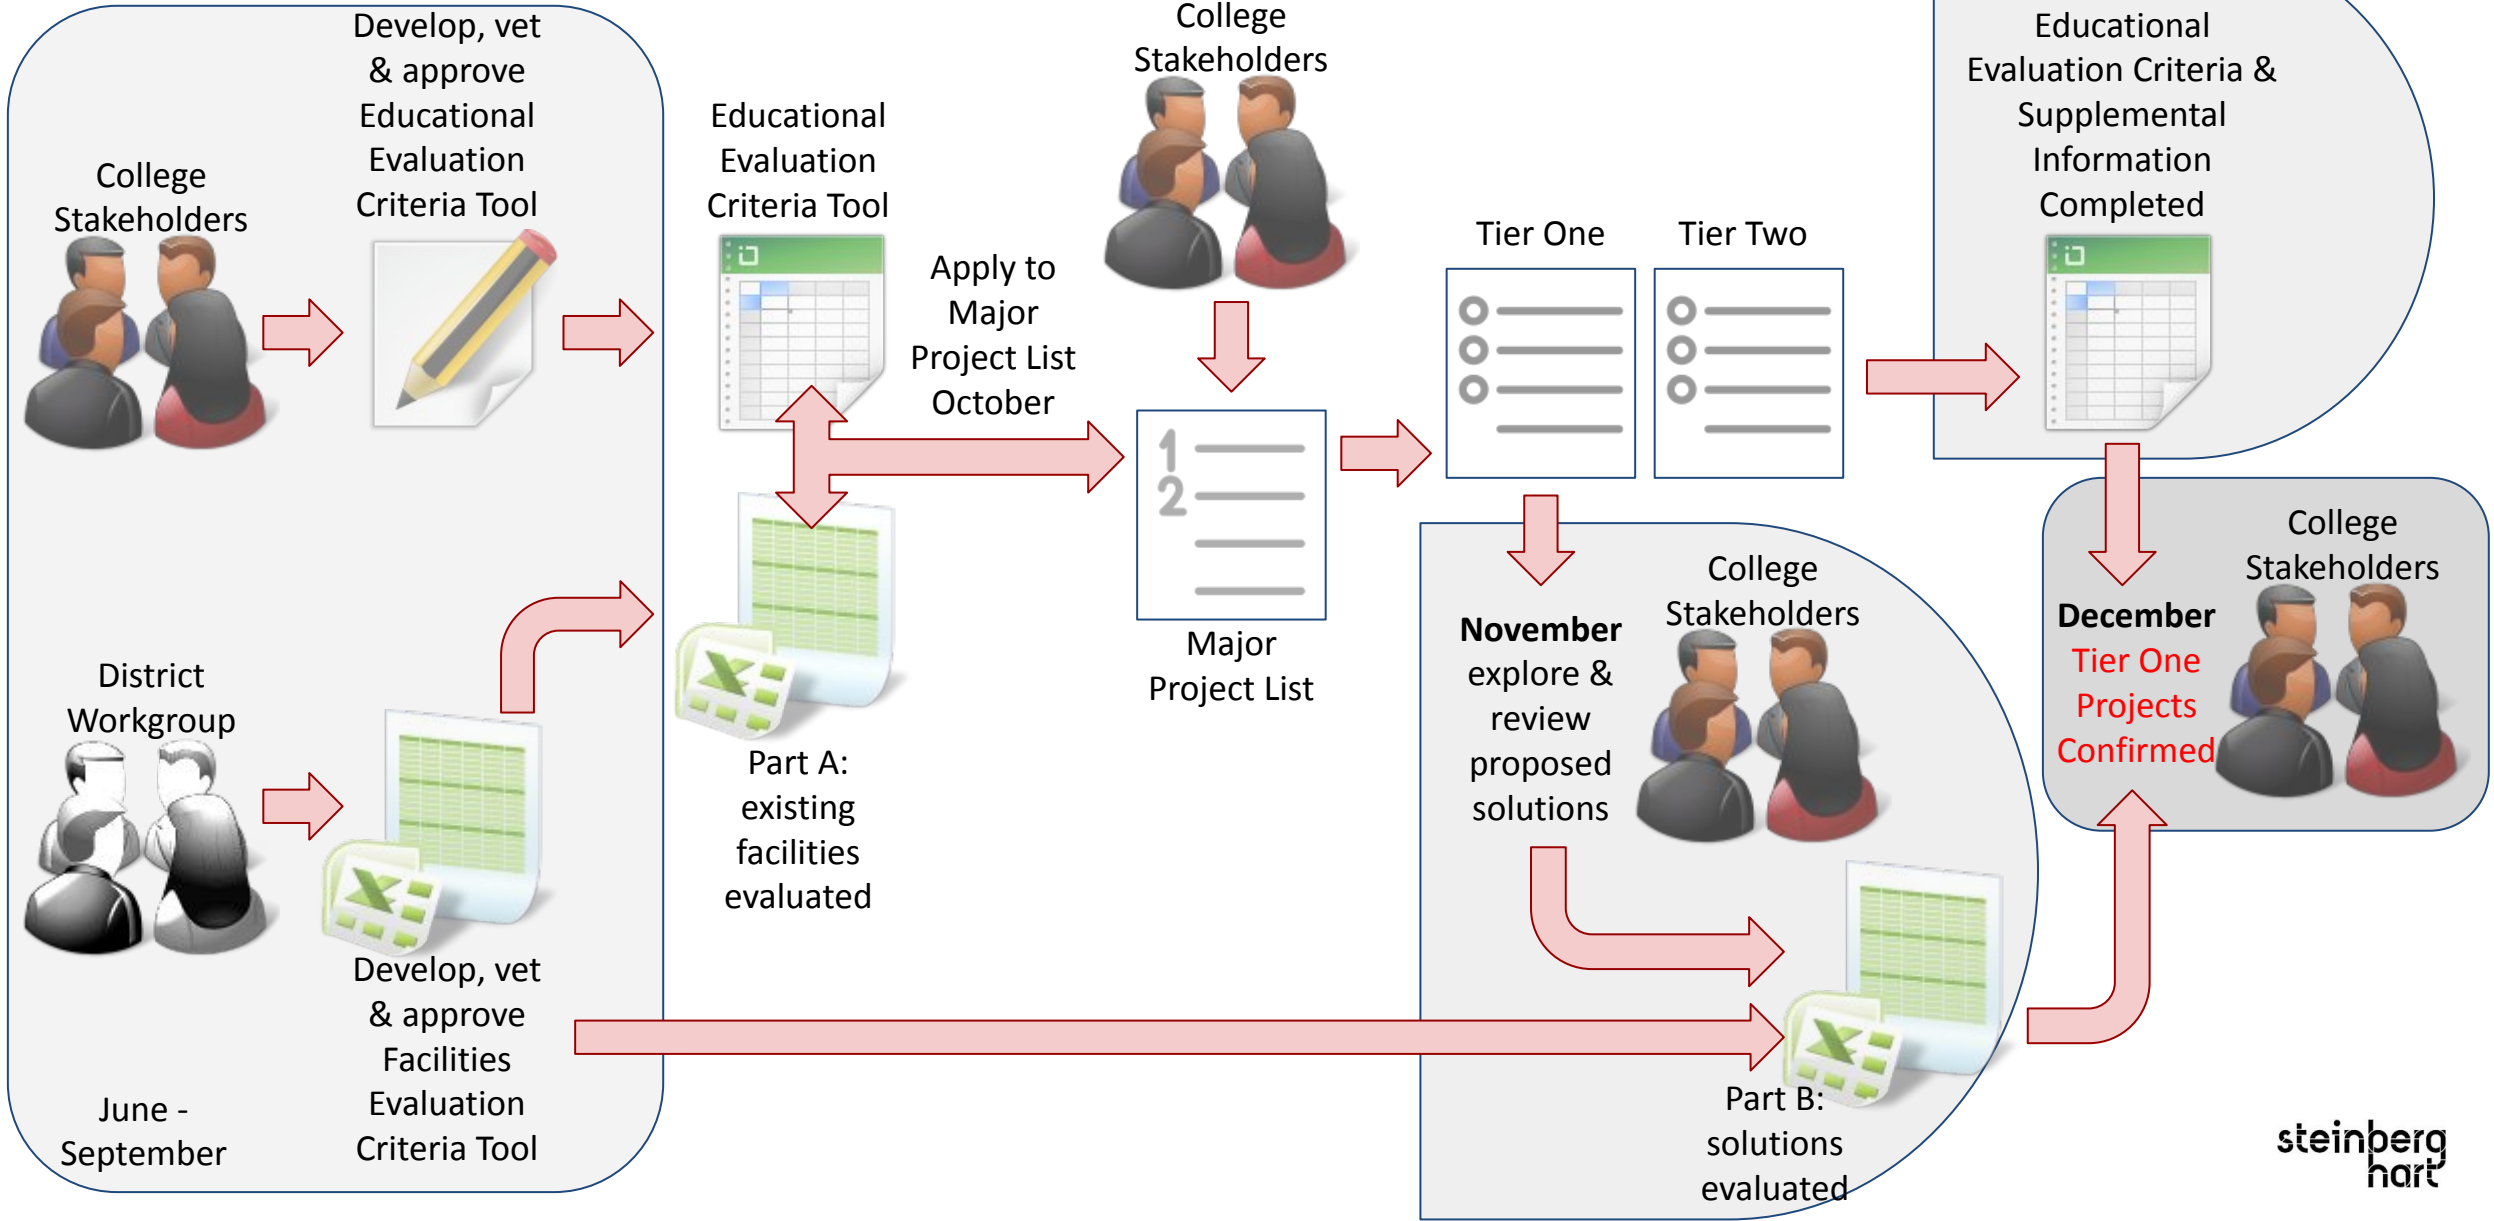 College
Stakeholders
Develop, vet
& approve
Educational
Evaluation
Criteria Tool
District
Workgroup
Develop, vet
& approve
Facilities
Evaluation
Criteria Tool
June -
September
Educational
Evaluation
Criteria Tool
Part A:
existing
facilities
evaluated
Apply to
Major
Project List
October
College
Stakeholders
1
2
Major
Project List
Tier One
Tier Two
November
explore &
review
proposed
solutions
College
Stakeholders
Part B:
solutions
evaluated
Educational
Evaluation Criteria &
Supplemental
Information
Completed
December
Tier One
Projects
Confirmed
College
Stakeholders
steinberg
hart